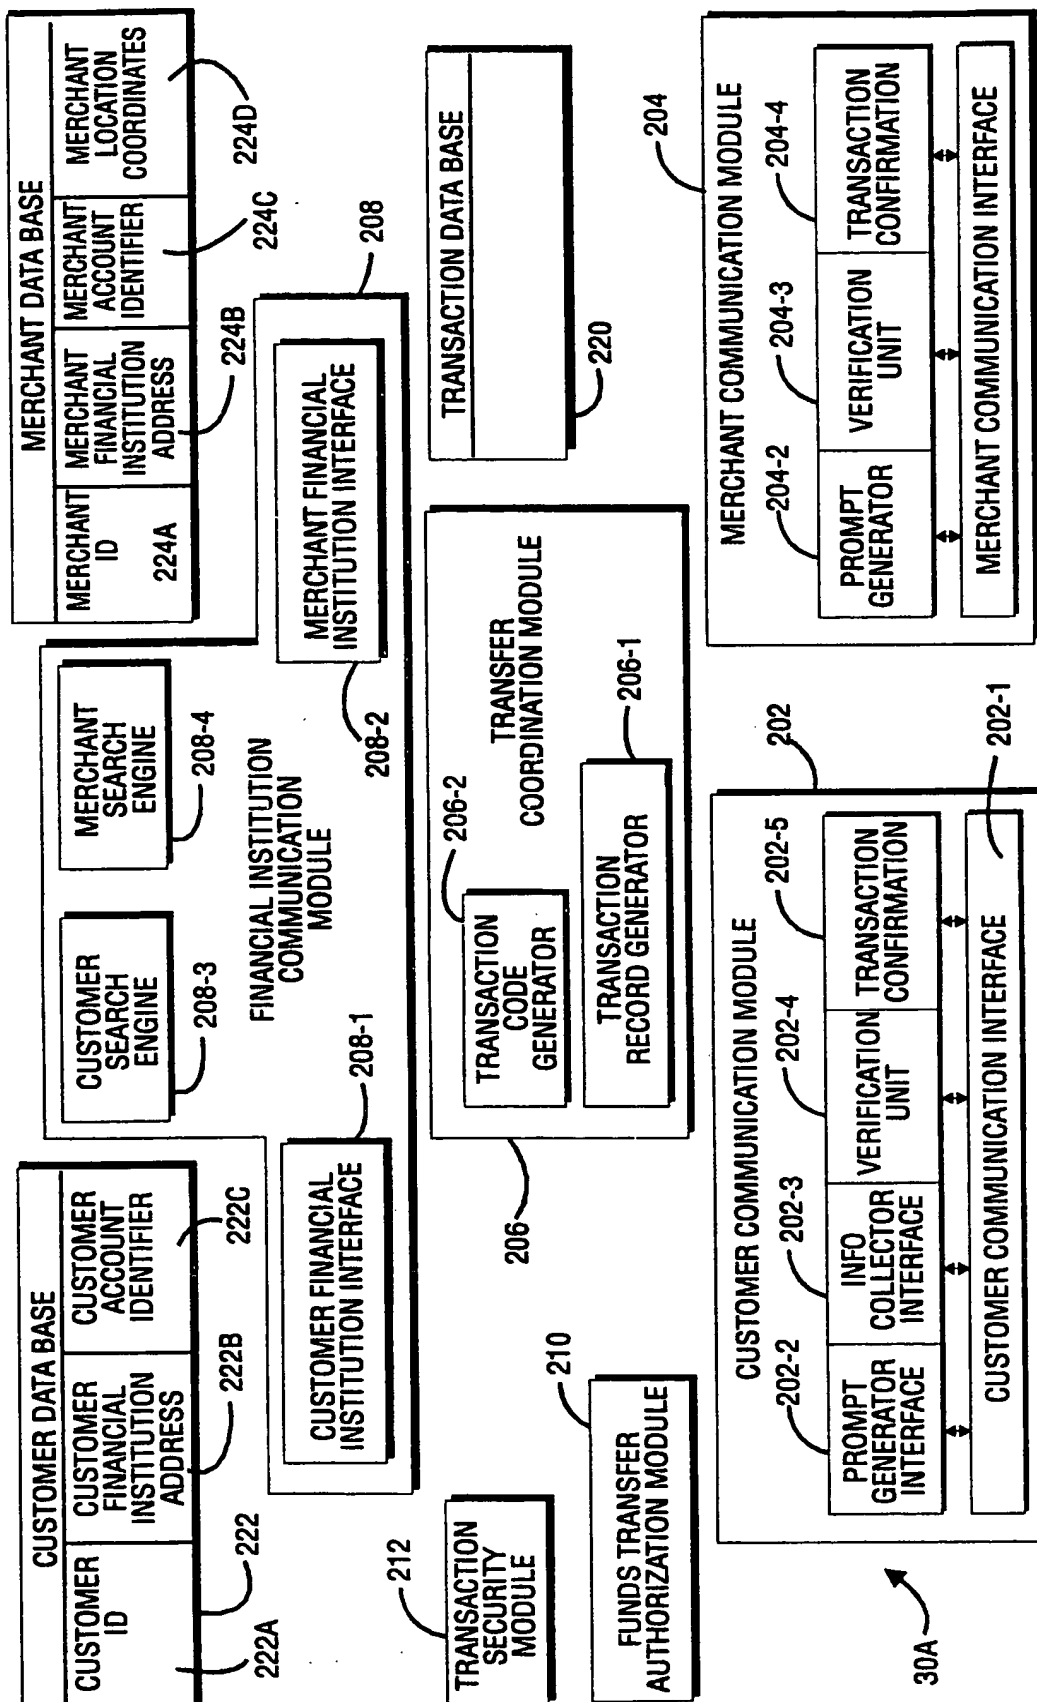 CUSTOMER DATA BASE
CUSTOMER
ID
CUSTOMER
FINANCIAL
INSTITUTION
ADDRESS
CUSTOMER
ACCOUNT
IDENTIFIER
222A
222
222B
222C
CUSTOMER
SEARCH
ENGINE
208-3
MERCHANT
SEARCH
ENGINE
208-4
FINANCIAL INSTITUTION
COMMUNICATION
MODULE
208-1
CUSTOMER FINANCIAL
INSTITUTION INTERFACE
208-2
MERCHANT FINANCIAL
INSTITUTION INTERFACE
208
MERCHANT DATA BASE
MERCHANT
ID
224A
MERCHANT
FINANCIAL
INSTITUTION
ADDRESS
224B
MERCHANT
ACCOUNT
IDENTIFIER
224C
MERCHANT
LOCATION
COORDINATES
224D
212
TRANSACTION
SECURITY
MODULE
210
FUNDS TRANSFER
AUTHORIZATION MODULE
206
206-2
TRANSACTION
CODE
GENERATOR
TRANSFER
COORDINATION MODULE
206-1
TRANSACTION
RECORD GENERATOR
TRANSACTION DATA BASE
220
30A
CUSTOMER COMMUNICATION MODULE
202
202-2
202-3
202-4
202-5
PROMPT
GENERATOR
INTERFACE
INFO
COLLECTOR
INTERFACE
VERIFICATION
UNIT
TRANSACTION
CONFIRMATION
CUSTOMER COMMUNICATION INTERFACE
202-1
MERCHANT COMMUNICATION MODULE
204
204-2
204-3
204-4
PROMPT
GENERATOR
VERIFICATION
UNIT
TRANSACTION
CONFIRMATION
MERCHANT COMMUNICATION INTERFACE